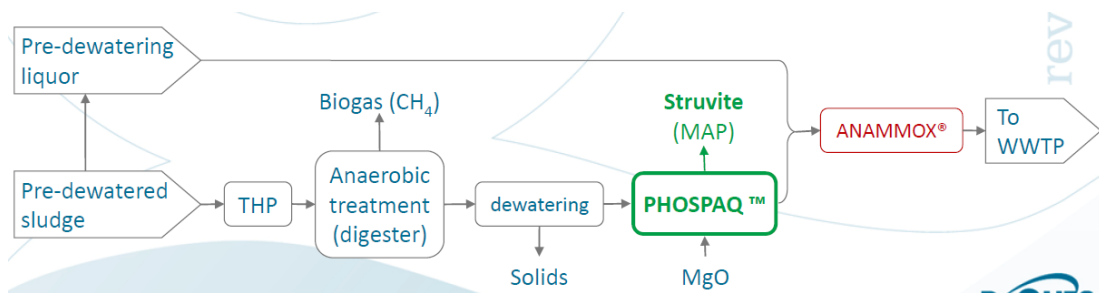 Pre-dewatering
liquor
rev
Biogas (CH₄)
Struvite
(MAP)
ANAMMOX®
To
WWTP
Pre-dewatered
sludge
THP
Anaerobic
treatment
(digester)
dewatering
PHOSPAQ ™
Solids
MgO